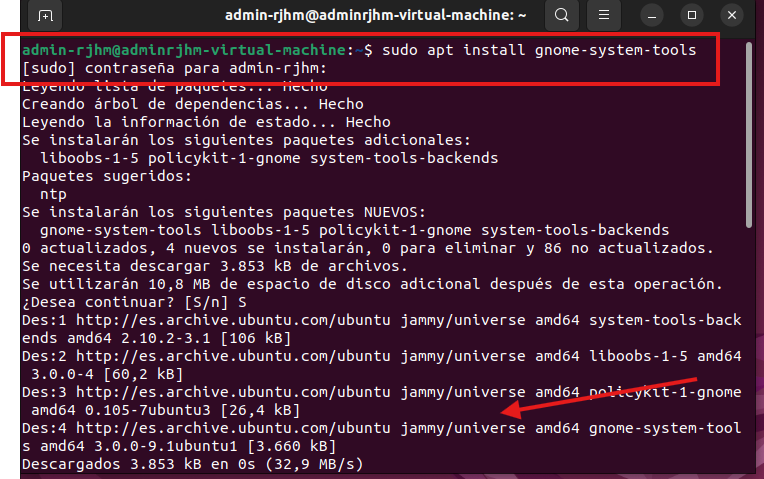 admin-rjhm@adminrjhm-virtual-machine: ~
admin-rjhm@adminrjhm-virtual-machine:~$ sudo apt install gnome-system-tools
[sudo] contraseña para admin-rjhm:
Leyendo lista de paquetes... Hecho
Creando árbol de dependencias... Hecho
Leyendo la información de estado... Hecho
Se instalarán los siguientes paquetes adicionales:
  liboobs-1-5 policykit-1-gnome system-tools-backends
Paquetes sugeridos:
  ntp
Se instalarán los siguientes paquetes NUEVOS:
  gnome-system-tools liboobs-1-5 policykit-1-gnome system-tools-backends
0 actualizados, 4 nuevos se instalarán, 0 para eliminar y 86 no actualizados.
Se necesita descargar 3.853 kB de archivos.
Se utilizarán 10,8 MB de espacio de disco adicional después de esta operación.
¿Desea continuar? [S/n] S
Des:1 http://es.archive.ubuntu.com/ubuntu jammy/universe amd64 system-tools-back
ends amd64 2.10.2-3.1 [106 kB]
Des:2 http://es.archive.ubuntu.com/ubuntu jammy/universe amd64 liboobs-1-5 amd64
 3.0.0-4 [60,2 kB]
Des:3 http://es.archive.ubuntu.com/ubuntu jammy/universe amd64 policykit-1-gnome
 amd64 0.105-7ubuntu3 [26,4 kB]
Des:4 http://es.archive.ubuntu.com/ubuntu jammy/universe amd64 gnome-system-tool
s amd64 3.0.0-9.1ubuntu1 [3.660 kB]
Descargados 3.853 kB en 0s (32,9 MB/s)